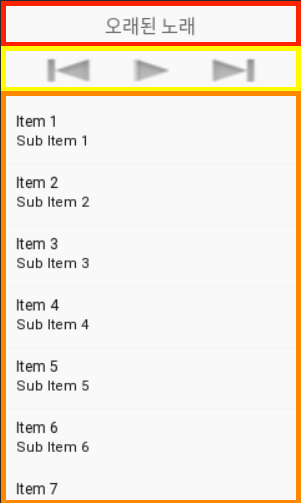 오래된 노래
Item 1
Sub Item 1
Item 2
Sub Item 2
Item 3
Sub Item 3
Item 4
Sub Item 4
Item 5
Sub Item 5
Item 6
Sub Item 6
Item 7